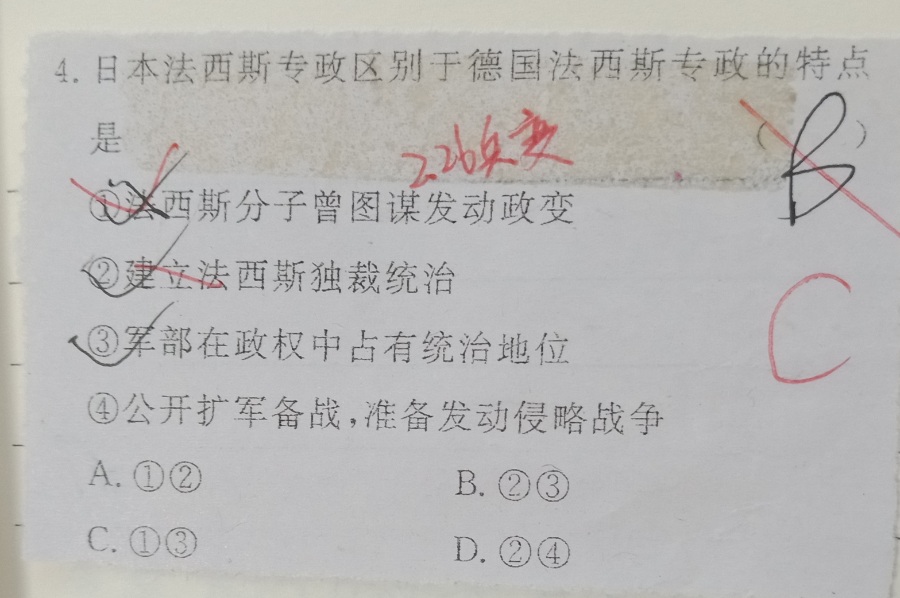 4. 日本法西斯专政区别于德国法西斯专政的特点
是 2.26兵变 ( B )
①法西斯分子曾图谋发动政变
②建立法西斯独裁统治
③军部在政权中占有统治地位
C
④公开扩军备战,准备发动侵略战争
A. ①② B. ②③
C. ①③ D. ②④